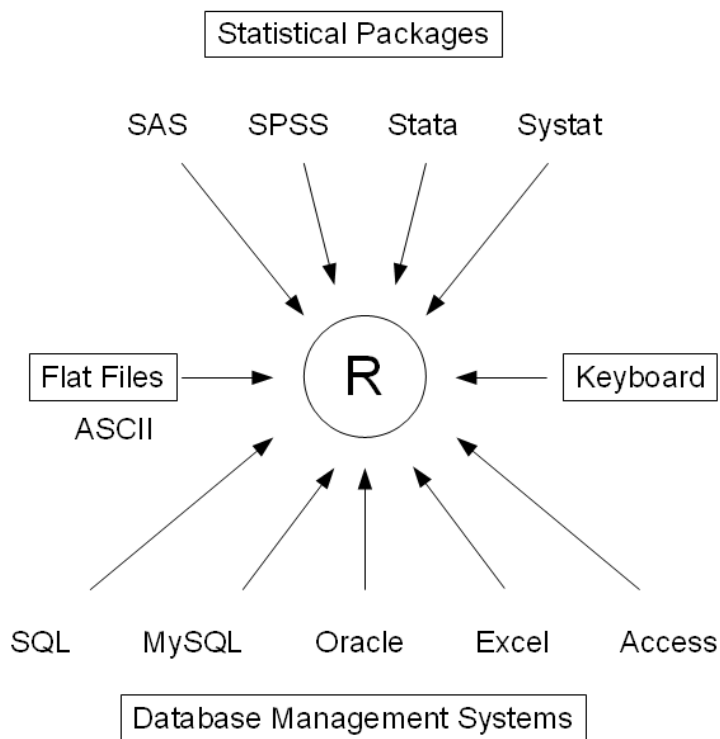 Statistical Packages
SAS SPSS Stata Systat
Flat Files R Keyboard
ASCII
SQL MySQL Oracle Excel Access
Database Management Systems